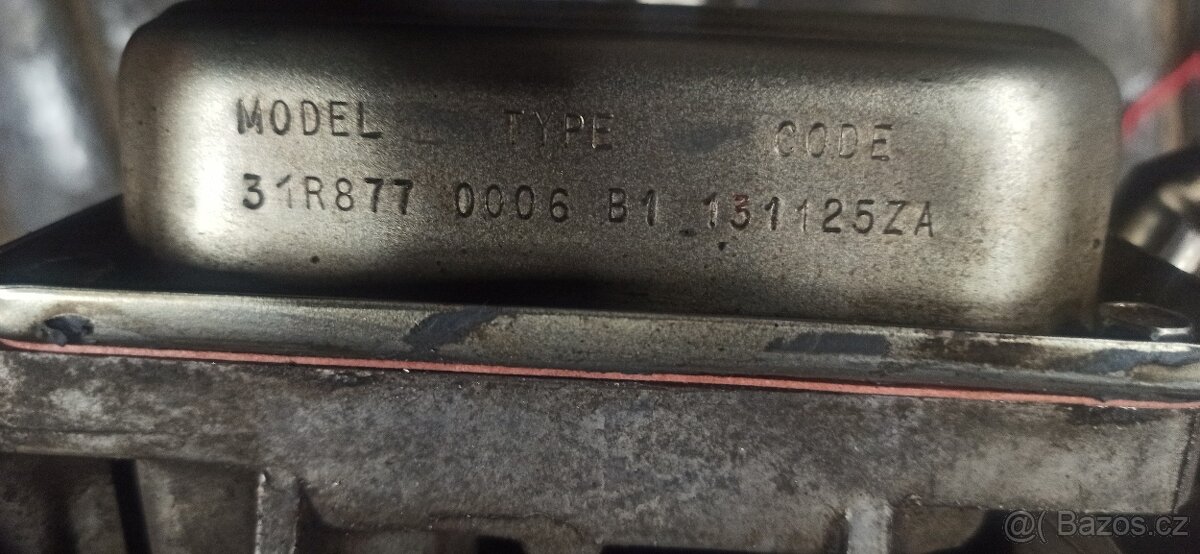 MODEL TYPE CODE
31R877 0006 B1 131125ZA
@( Bazos.cz